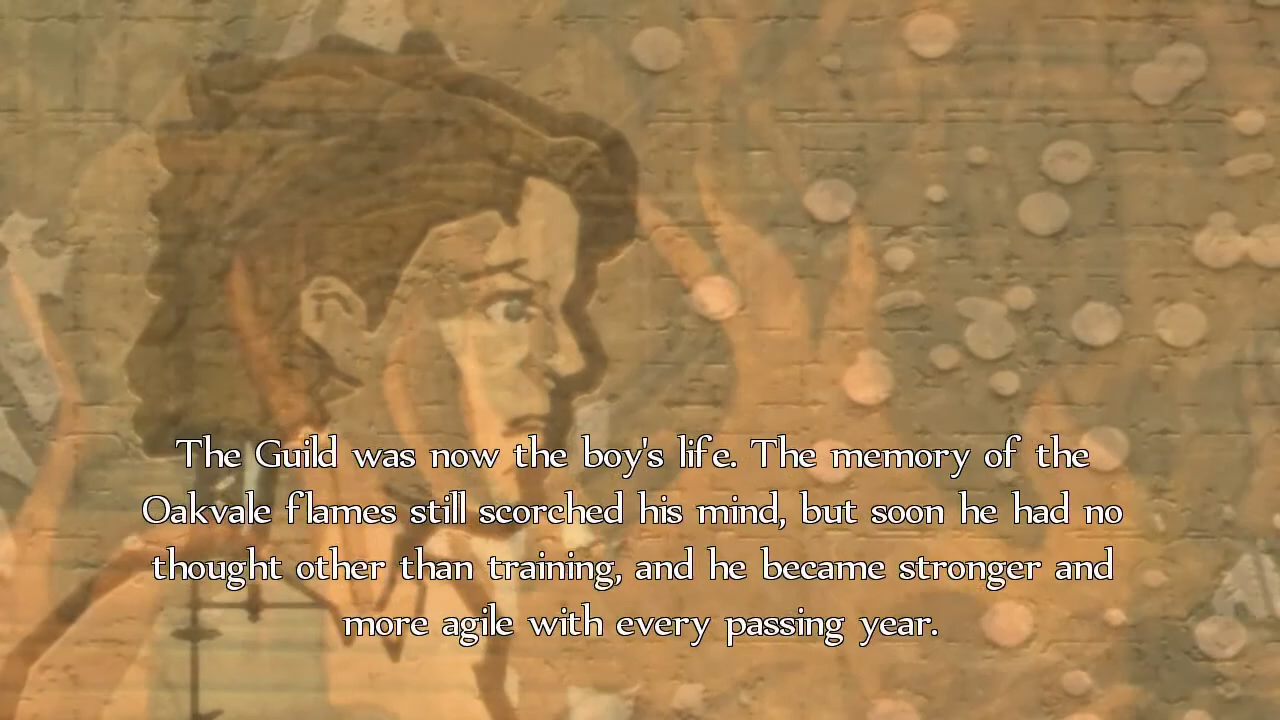 The Guild was now the boy's life. The memory of the
Oakvale flames still scorched his mind, but soon he had no
thought other than training, and he became stronger and
more agile with every passing year.